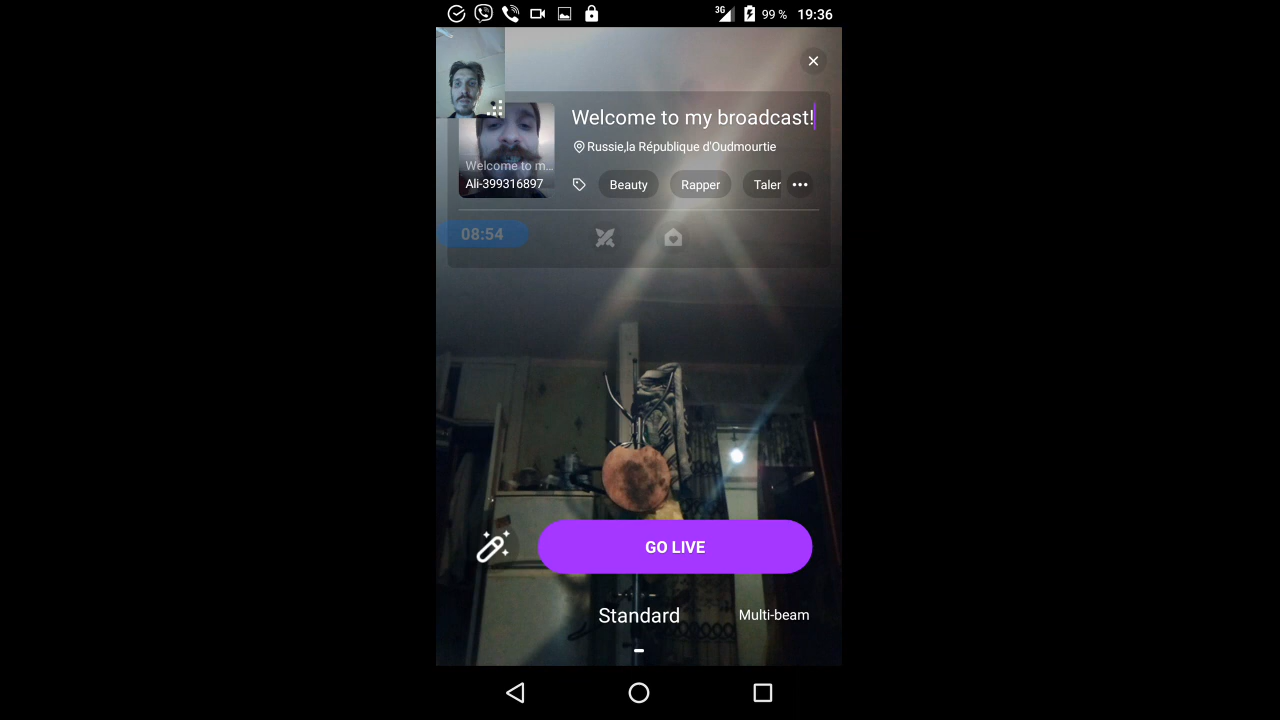 3G 99 % 19:36
Welcome to my broadcast!
Russie,la République d'Oudmourtie
Welcome to m...
Ali-399316897
Beauty Rapper Taler
08:54
GO LIVE
Standard Multi-beam